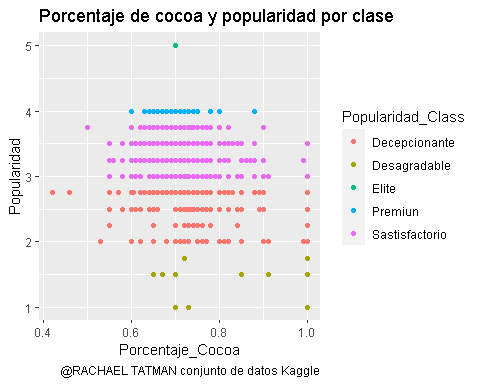 Porcentaje de cocoa y popularidad por clase
5
4
3
2
1
Popularidad
0.4
0.6
0.8
1.0
Porcentaje_Cocoa
@RACHAEL TATMAN conjunto de datos Kaggle
Popularidad_Class
Decepcionante
Desagradable
Elite
Premiun
Sastisfactorio